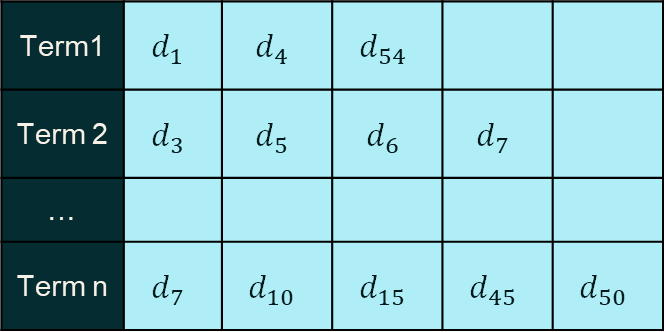 Term1 d₁ d₄ d₅₄
Term 2 d₃ d₅ d₆ d₇
...
Term n d₇ d₁₀ d₁₅ d₄₅ d₅₀